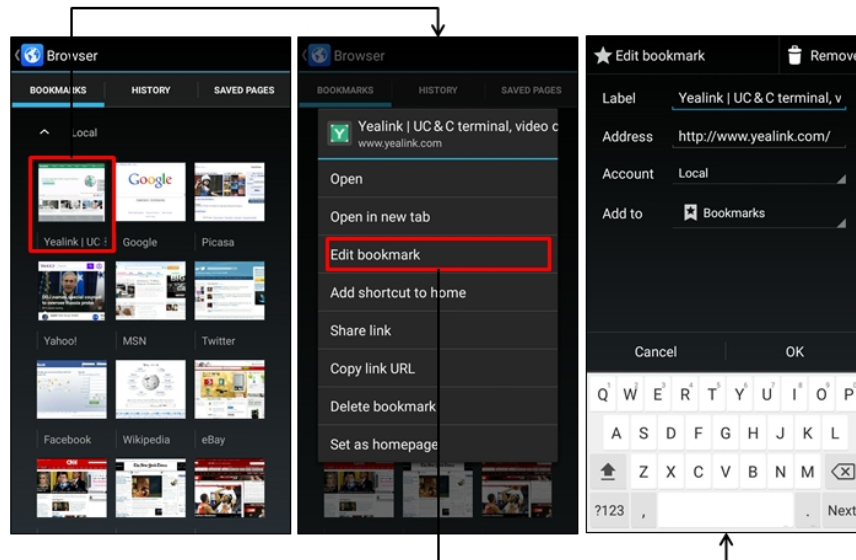 Browser
BOOKMARKS HISTORY SAVED PAGES
Local
Google
Yealink | UC Google Picasa
Yahoo! MSN Twitter
Facebook Wikipedia eBay
Browser
BOOKMARKS HISTORY SAVED PAGES
Yealink | UC & C terminal, video c
www.yealink.com
Open
Open in new tab
Edit bookmark
Add shortcut to home
Share link
Copy link URL
Delete bookmark
Set as homepage
Edit bookmark Remove
Label Yealink | UC & C terminal, v
Address http://www.yealink.com/
Account Local
Add to Bookmarks
Cancel OK
Q W E R T Y U I O P
A S D F G H J K L
Z X C V B N M
?123 , . Next